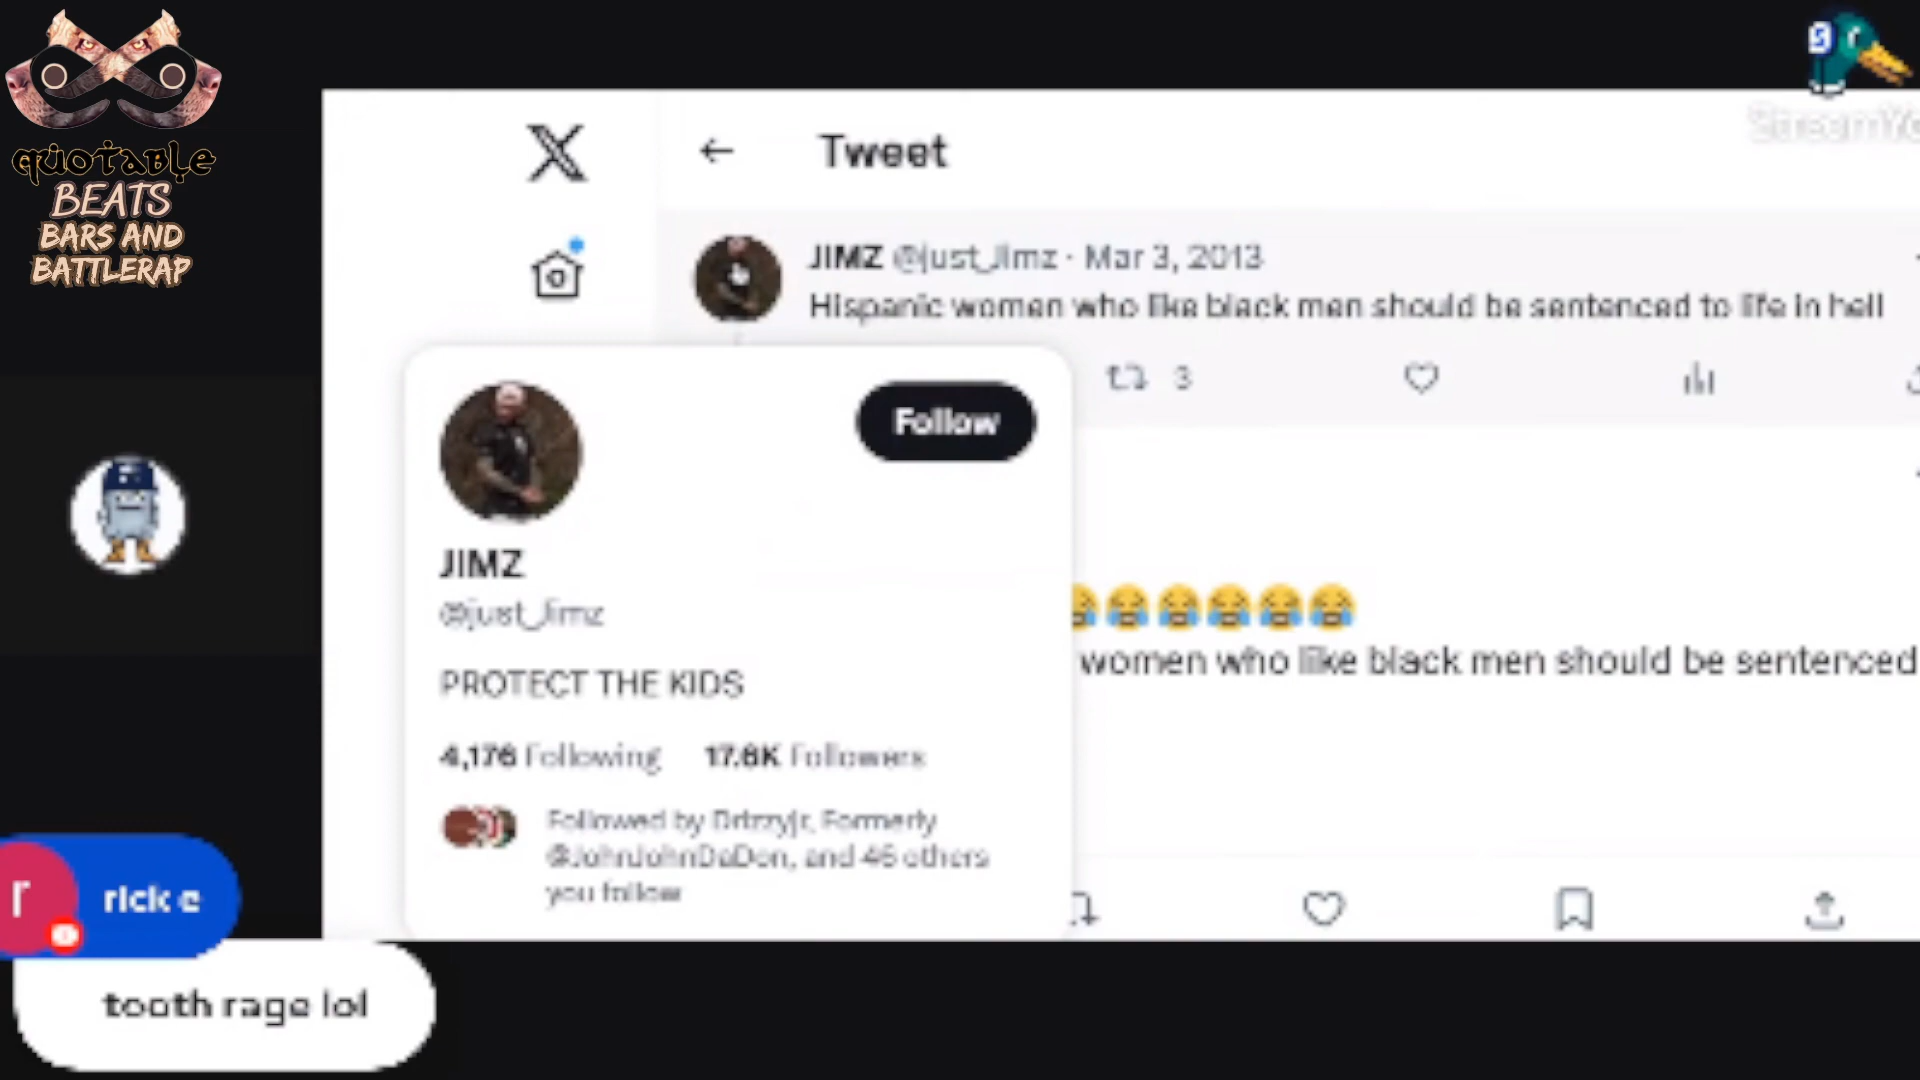 QUOTABLE
BEATS
BARS AND
BATTLERAP
S
Tweet
JIMZ @just_Jimz · Mar 3, 2013
Hispanic women who like black men should be sentenced to life in hell
3
Follow
JIMZ
@just_Jimz
PROTECT THE KIDS
4,176 Following 17.6K Followers
Followed by Drizzyjr, Formerly
@JohnJohnDaDon, and 46 others
you follow
😂😂😂😂😂😂
women who like black men should be sentenced
r
rick e
tooth rage lol